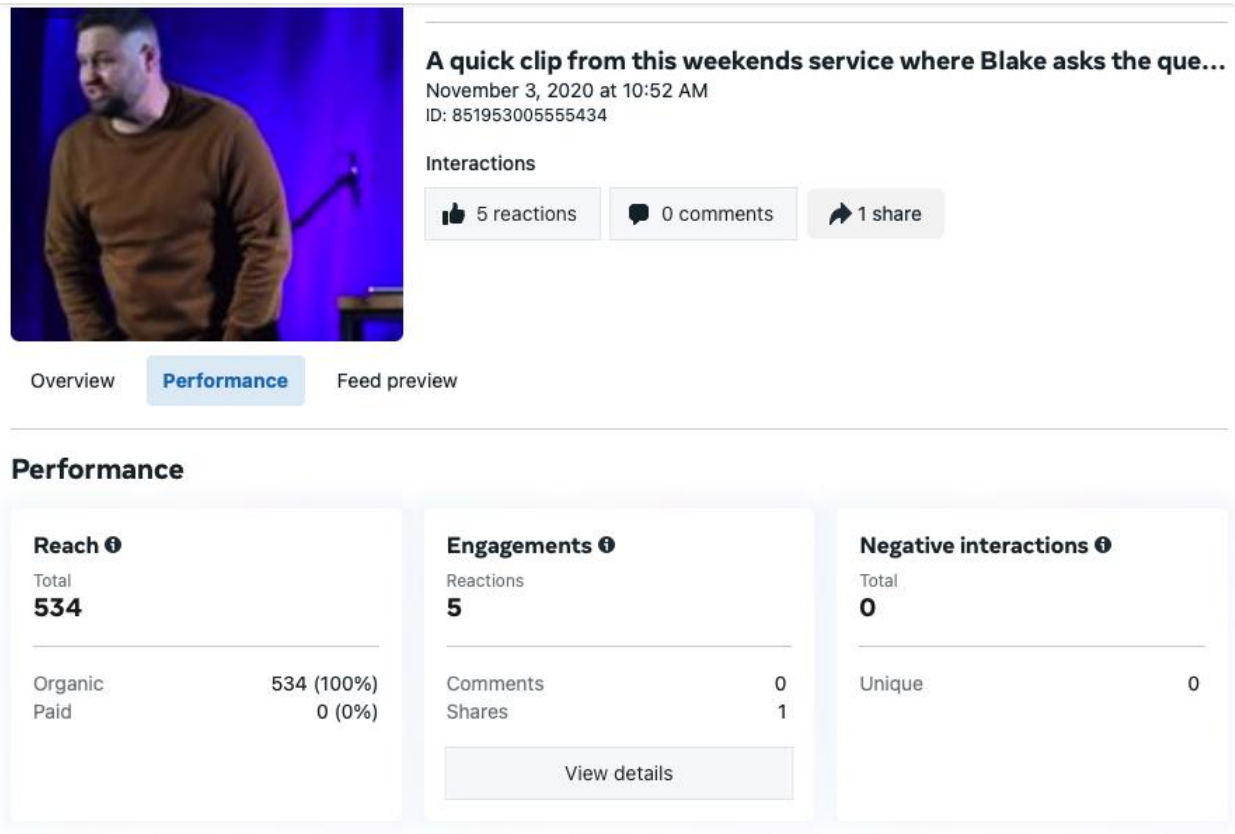 A quick clip from this weekends service where Blake asks the que...
November 3, 2020 at 10:52 AM
ID: 851953005555434
Interactions
5 reactions 0 comments 1 share
Overview Performance Feed preview
Performance
Reach Engagements Negative interactions
Total Reactions Total
534 5 0
Organic 534 (100%) Comments 0 Unique 0
Paid 0 (0%) Shares 1
View details